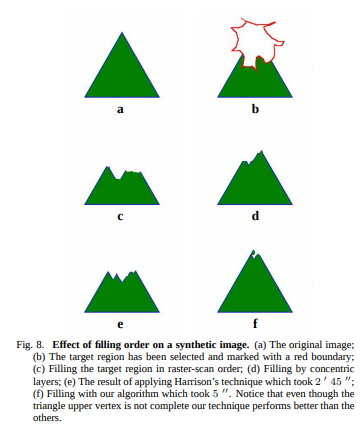 a
b
c
d
e
f
Fig. 8. Effect of filling order on a synthetic image. (a) The original image;
(b) The target region has been selected and marked with a red boundary;
(c) Filling the target region in raster-scan order; (d) Filling by concentric
layers; (e) The result of applying Harrison's technique which took 2 ′ 45 ″;
(f) Filling with our algorithm which took 5 ″. Notice that even though the
triangle upper vertex is not complete our technique performs better than the
others.